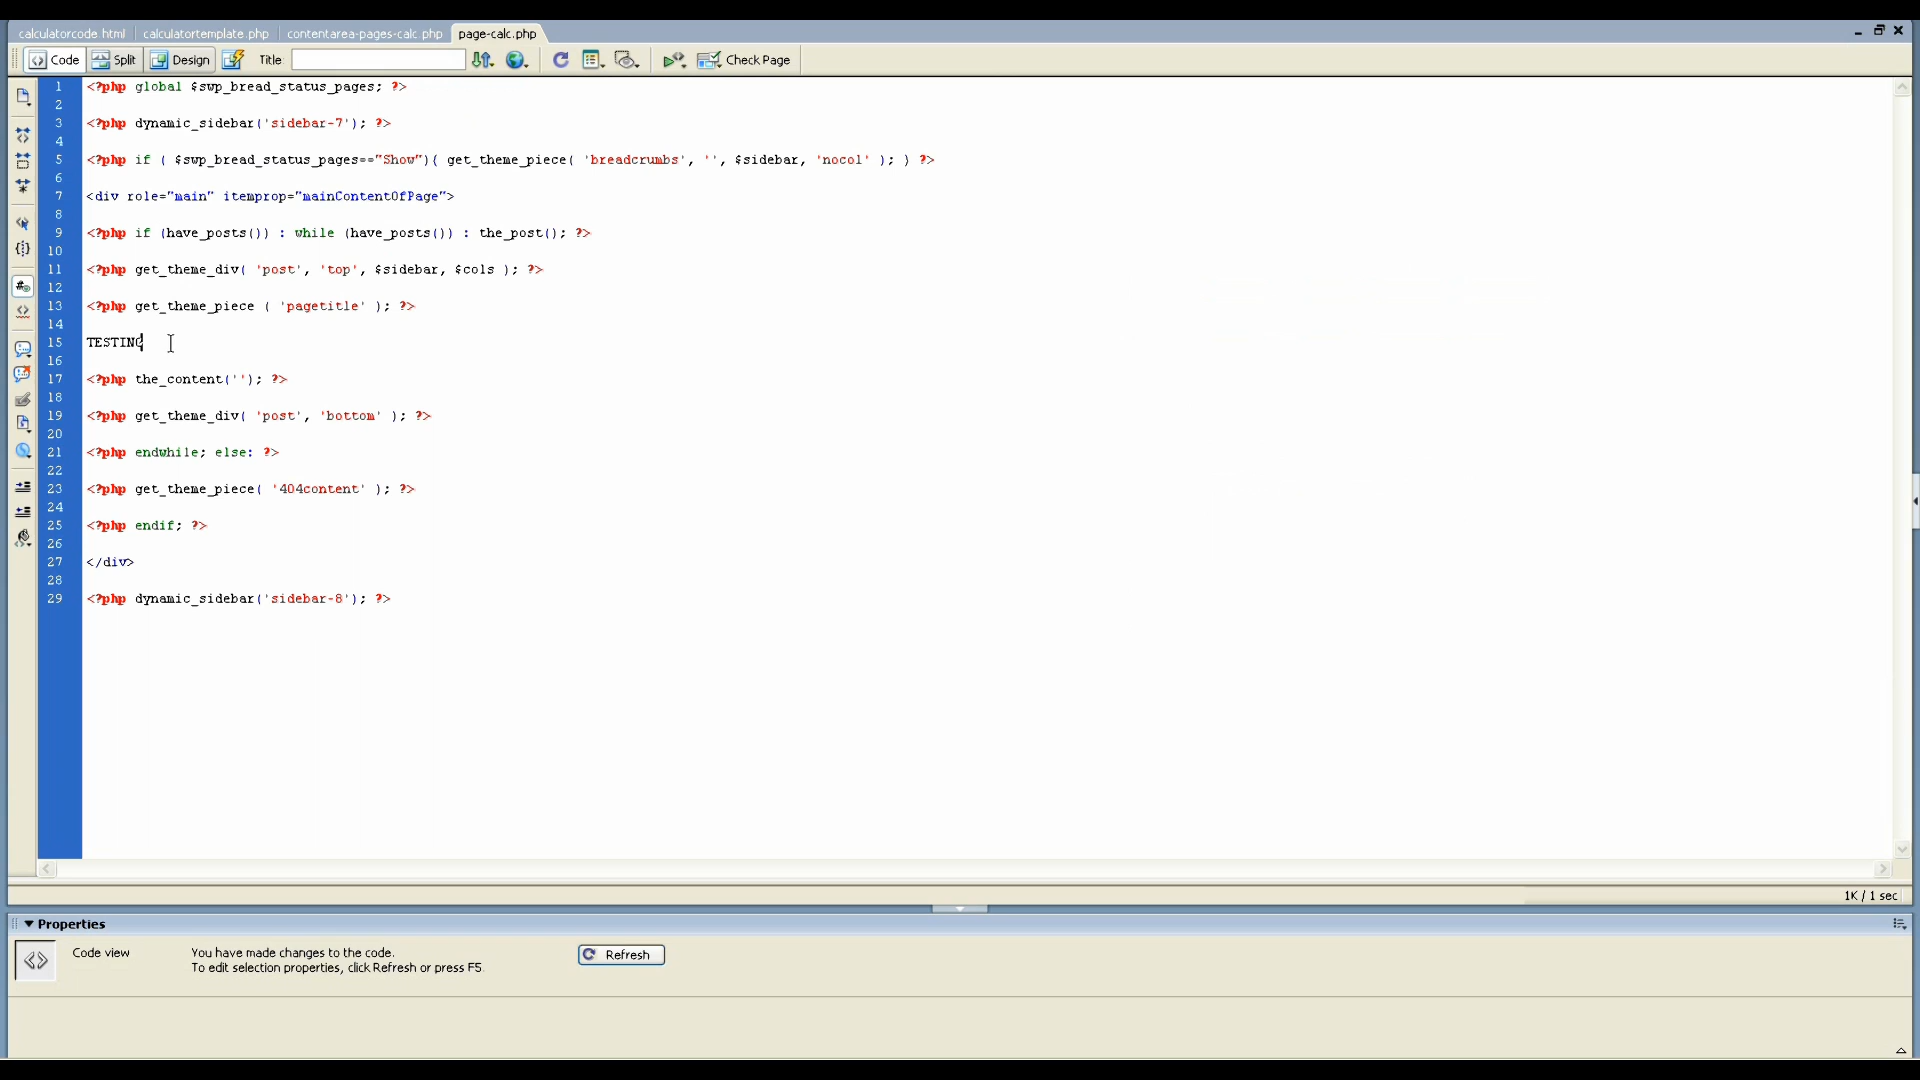 calculatorcode html calculatortemplate.php contentarea-pages-calc php page-calc.php
Code Split Design Title: Check Page
1 <?php global $swp_bread_status_pages; ?>
2
3 <?php dynamic_sidebar('sidebar-7'); ?>
4
5 <?php if ( $swp_bread_status_pages=="Show"){ get_theme_piece( 'breadcrumbs', '', $sidebar, 'nocol' ); } ?>
6
7 <div role="main" itemprop="mainContentOfPage">
8
9 <?php if (have_posts()) : while (have_posts()) : the_post(); ?>
10
11 <?php get_theme_div( 'post', 'top', $sidebar, $cols ); ?>
12
13 <?php get_theme_piece ( 'pagetitle' ); ?>
14
15 TESTING
16
17 <?php the_content(''); ?>
18
19 <?php get_theme_div( 'post', 'bottom' ); ?>
20
21 <?php endwhile; else: ?>
22
23 <?php get_theme_piece( '404content' ); ?>
24
25 <?php endif; ?>
26
27 </div>
28
29 <?php dynamic_sidebar('sidebar-8'); ?>
1K / 1 sec
Properties
Code view You have made changes to the code. Refresh
To edit selection properties, click Refresh or press F5.